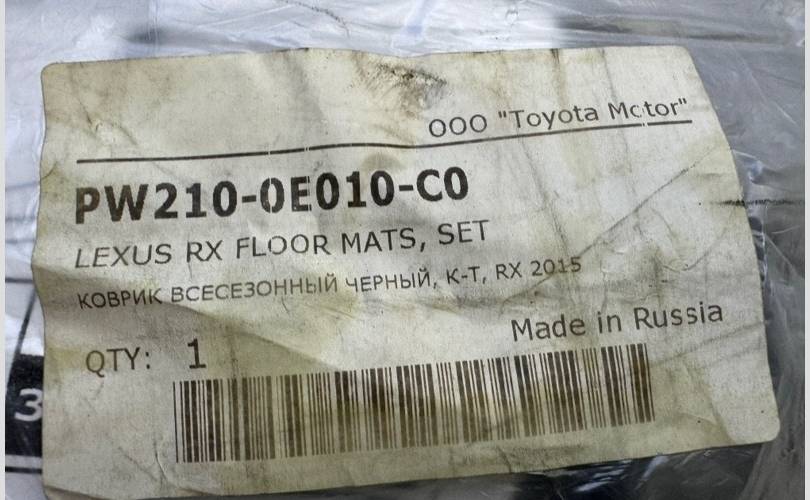 ООО "Toyota Motor"
PW210-0E010-C0
LEXUS RX FLOOR MATS, SET
КОВРИК ВСЕСЕЗОННЫЙ ЧЕРНЫЙ, К-Т, RX 2015
Made in Russia
QTY: 1
3